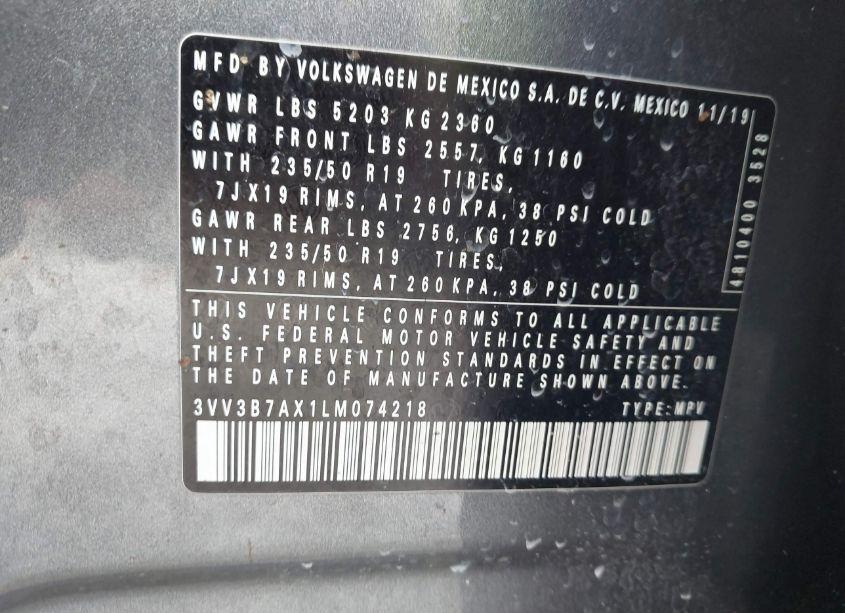 MFD BY VOLKSWAGEN DE MEXICO S.A. DE C.V. MEXICO 11/19
GVWR LBS 5203 KG 2360
GAWR FRONT LBS 2557, KG 1160
WITH 235/50 R19 TIRES,
7JX19 RIMS, AT 260 KPA, 38 PSI COLD
GAWR REAR LBS 2756, KG 1250
WITH 235/50 R19 TIRES,
7JX19 RIMS, AT 260 KPA, 38 PSI COLD
4810400 3528
THIS VEHICLE CONFORMS TO ALL APPLICABLE
U.S. FEDERAL MOTOR VEHICLE SAFETY AND
THEFT PREVENTION STANDARDS IN EFFECT ON
THE DATE OF MANUFACTURE SHOWN ABOVE.
3VV3B7AX1LM074218 TYPE:MPV